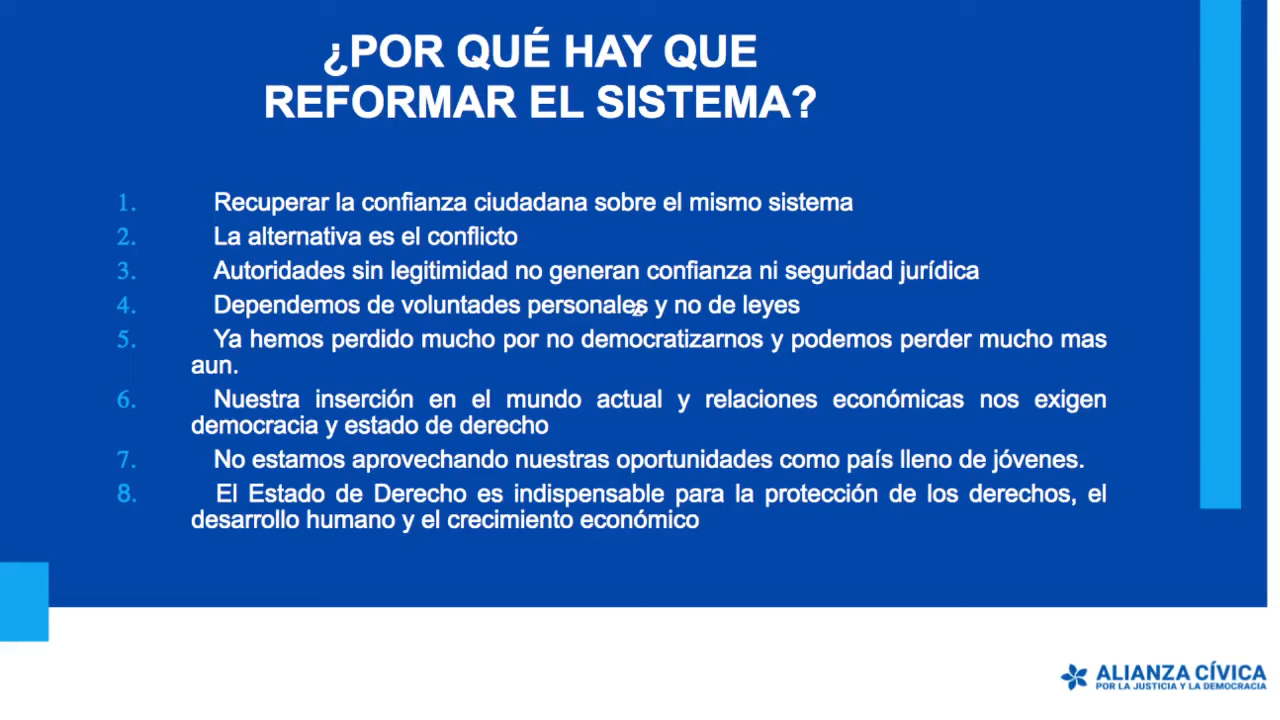 ¿POR QUÉ HAY QUE
REFORMAR EL SISTEMA?
1. Recuperar la confianza ciudadana sobre el mismo sistema
2. La alternativa es el conflicto
3. Autoridades sin legitimidad no generan confianza ni seguridad jurídica
4. Dependemos de voluntades personales y no de leyes
5. Ya hemos perdido mucho por no democratizarnos y podemos perder mucho mas
aun.
6. Nuestra inserción en el mundo actual y relaciones económicas nos exigen
democracia y estado de derecho
7. No estamos aprovechando nuestras oportunidades como país lleno de jóvenes.
8. El Estado de Derecho es indispensable para la protección de los derechos, el
desarrollo humano y el crecimiento económico
ALIANZA CÍVICA
POR LA JUSTICIA Y LA DEMOCRACIA